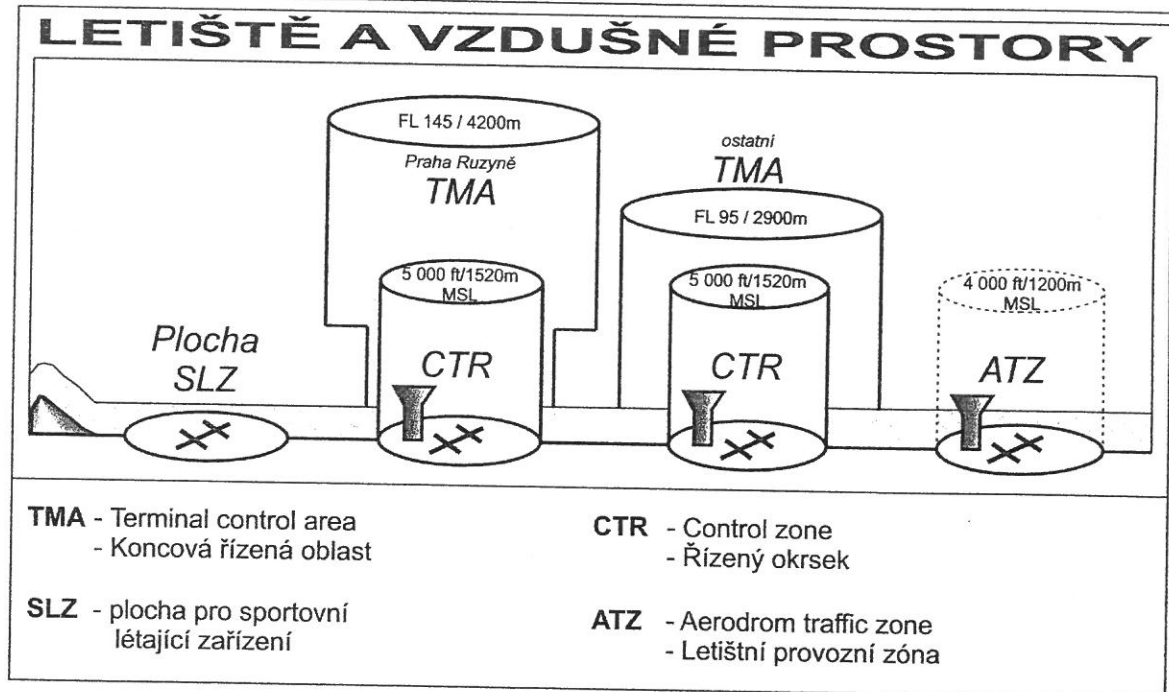 LETIŠTĚ A VZDUŠNÉ PROSTORY
FL 145 / 4200m
Praha Ruzyně
TMA
ostatní
TMA
FL 95 / 2900m
5 000 ft/1520m
MSL
5 000 ft/1520m
MSL
4 000 ft/1200m
MSL
Plocha
SLZ
CTR
CTR
ATZ
TMA - Terminal control area
- Koncová řízená oblast
SLZ - plocha pro sportovní
létající zařízení
CTR - Control zone
- Řízený okrsek
ATZ - Aerodrom traffic zone
- Letištní provozní zóna